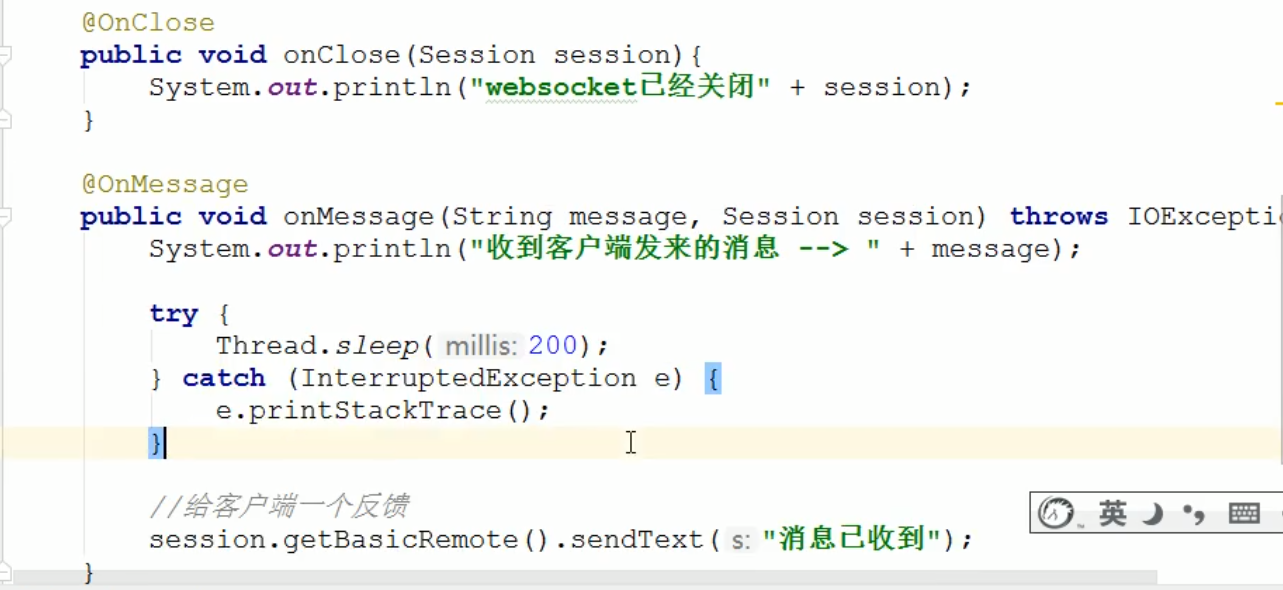 @OnClose
public void onClose(Session session){
System.out.println("websocket已经关闭" + session);
}
@OnMessage
public void onMessage(String message, Session session) throws IOExceptio
System.out.println("收到客户端发来的消息 --> " + message);
try {
Thread.sleep( millis: 200);
} catch (InterruptedException e) {
e.printStackTrace();
}
//给客户端一个反馈
英
session.getBasicRemote().sendText( s: "消息已收到");
}